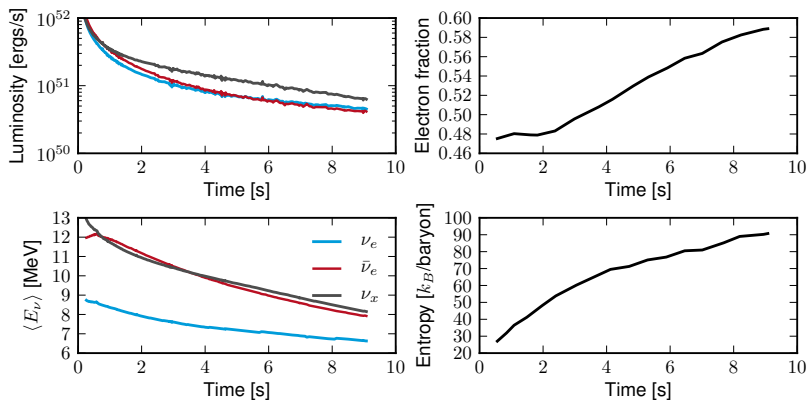 Luminosity [ergs/s]
10^52
10^51
10^50
0 2 4 6 8 10
Time [s]
Electron fraction
0.60
0.58
0.56
0.54
0.52
0.50
0.48
0.46
0 2 4 6 8 10
Time [s]
⟨E_ν⟩ [MeV]
13
12
11
10
9
8
7
6
ν_e
ν̄_e
ν_x
0 2 4 6 8 10
Time [s]
Entropy [k_B/baryon]
100
90
80
70
60
50
40
30
20
0 2 4 6 8 10
Time [s]